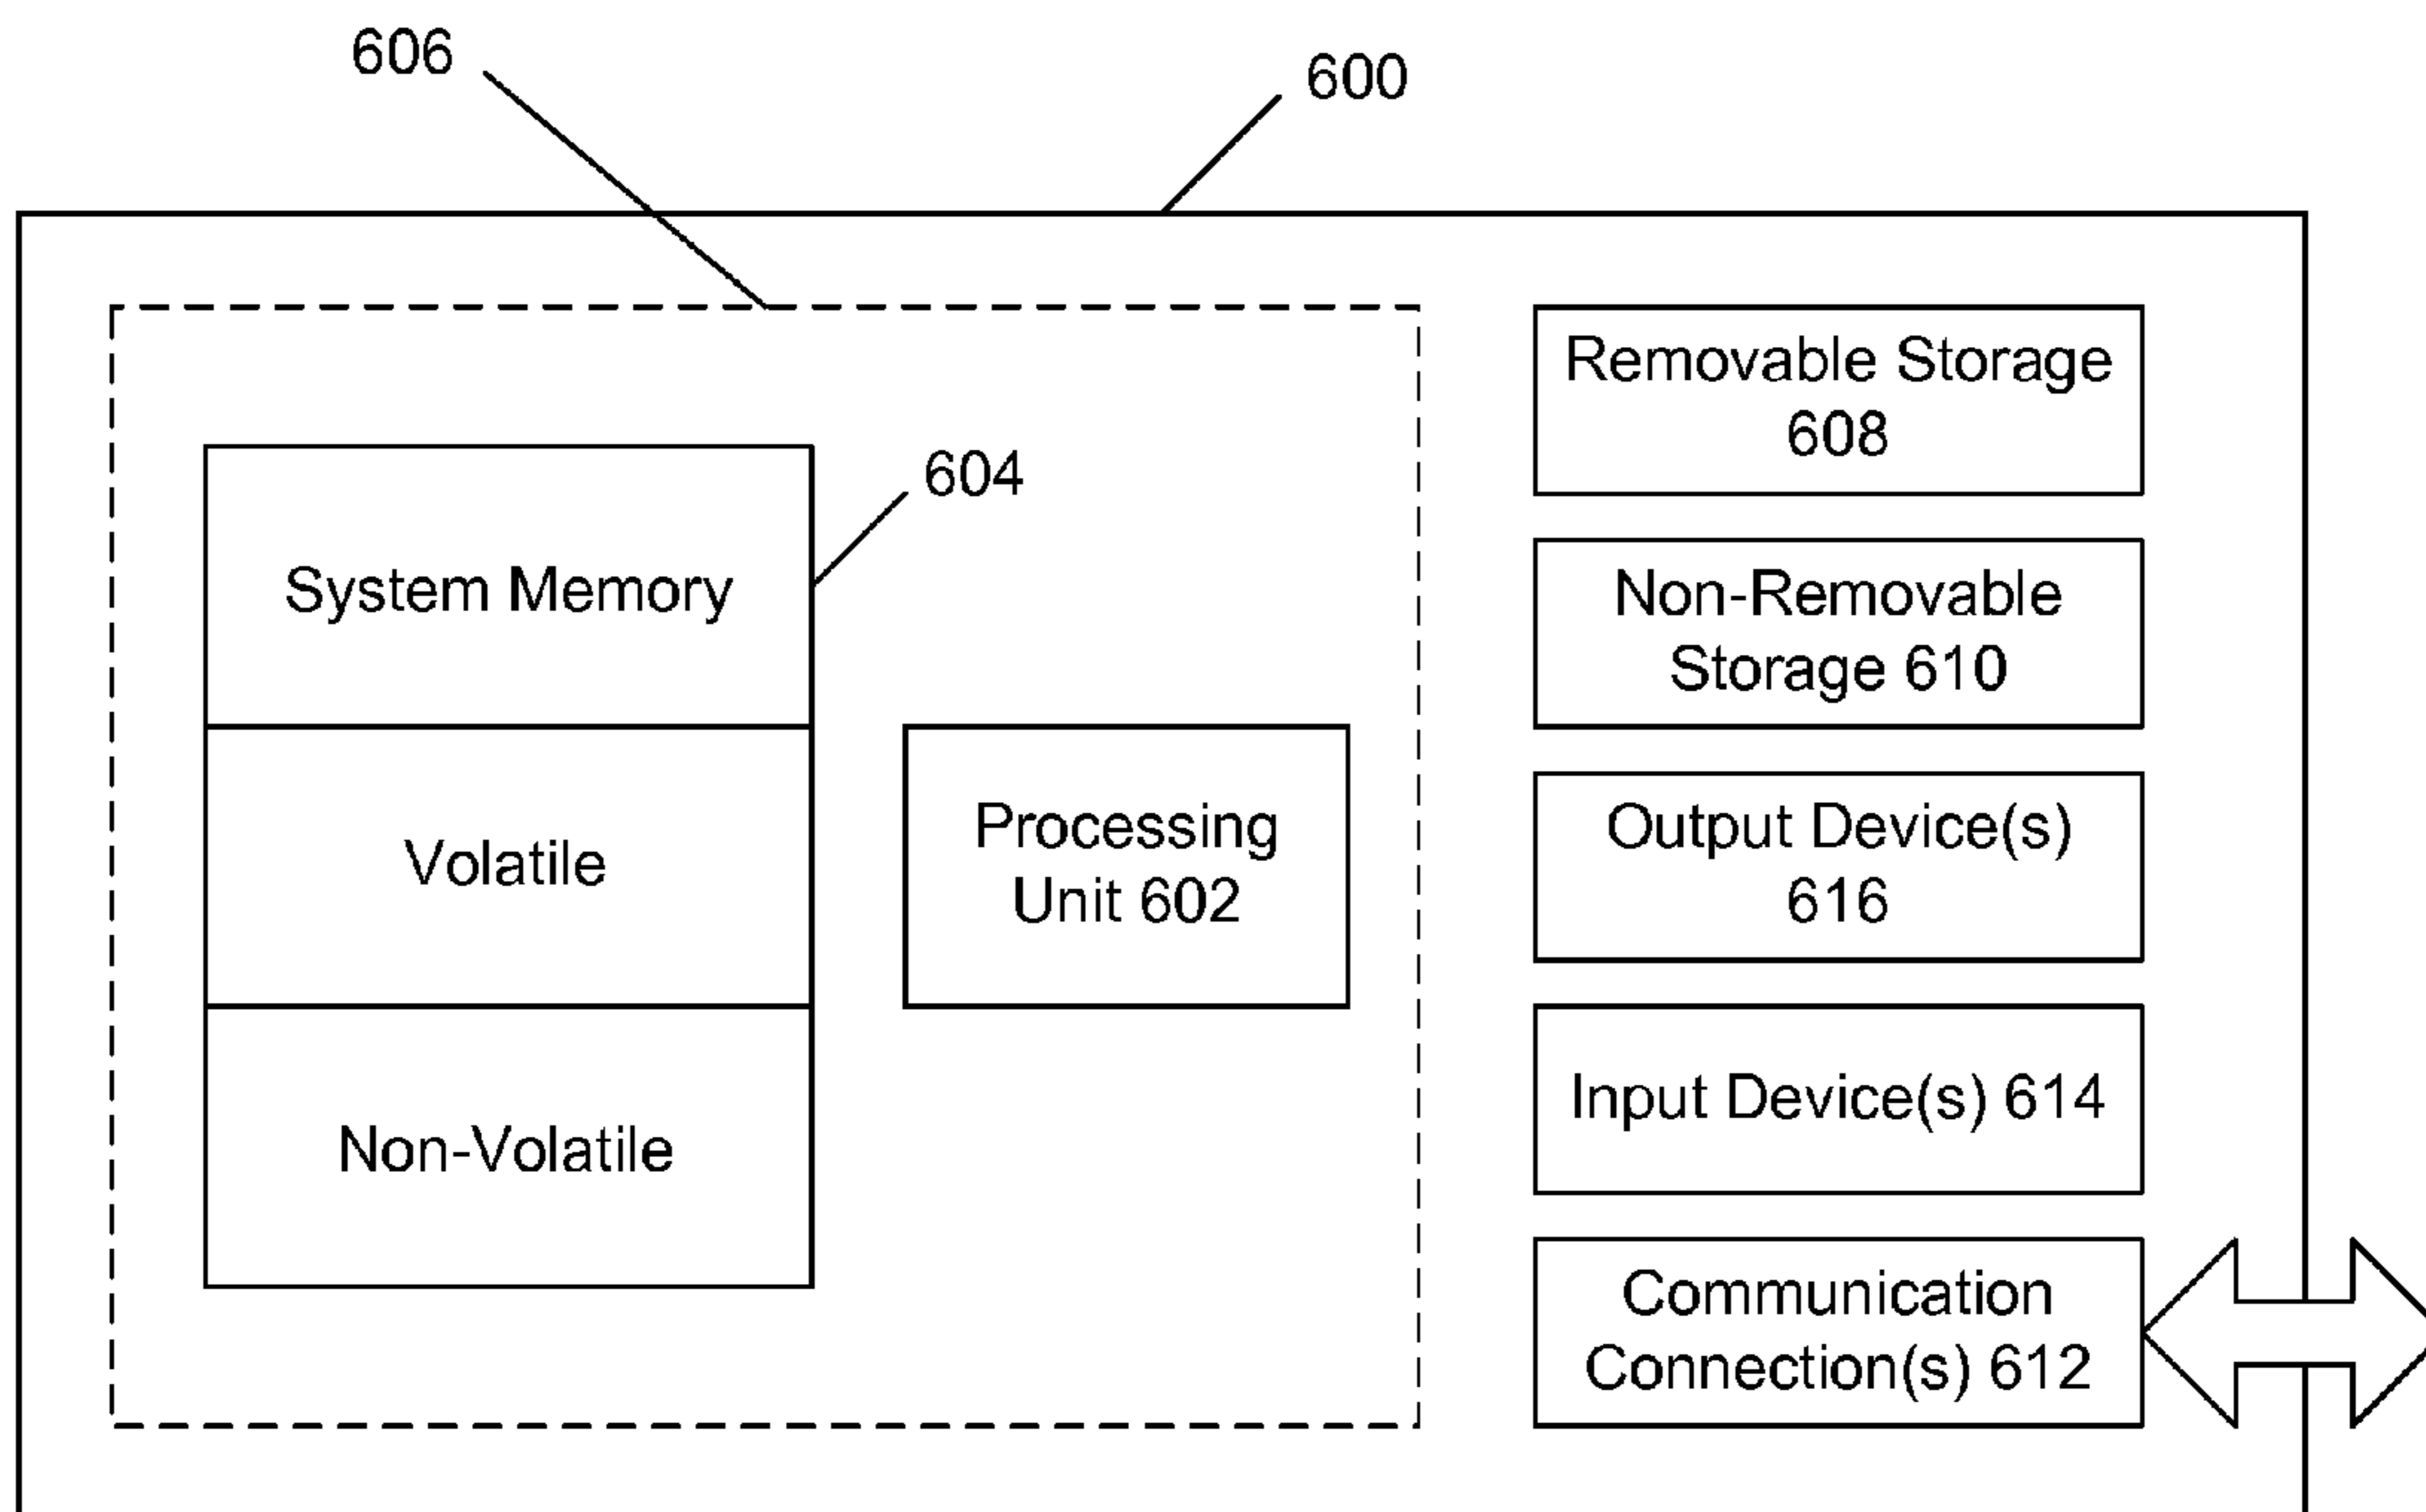 606
600
604
System Memory
Volatile
Non-Volatile
Processing
Unit 602
Removable Storage
608
Non-Removable
Storage 610
Output Device(s)
616
Input Device(s) 614
Communication
Connection(s) 612